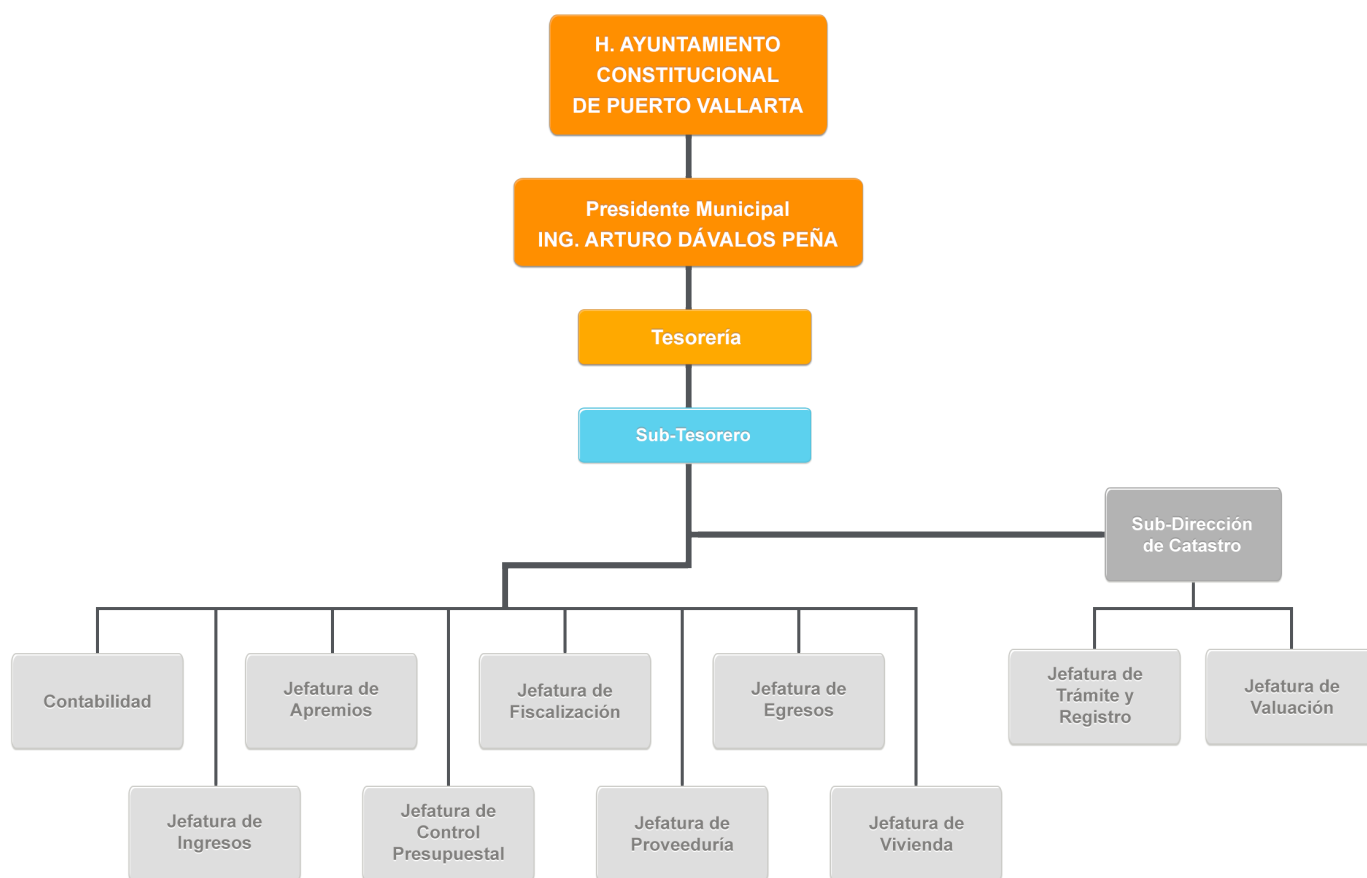 H. AYUNTAMIENTO
CONSTITUCIONAL
DE PUERTO VALLARTA
Presidente Municipal
ING. ARTURO DÁVALOS PEÑA
Tesorería
Sub-Tesorero
Sub-Dirección
de Catastro
Contabilidad
Jefatura de
Apremios
Jefatura de
Fiscalización
Jefatura de
Egresos
Jefatura de
Trámite y
Registro
Jefatura de
Valuación
Jefatura de
Ingresos
Jefatura de
Control
Presupuestal
Jefatura de
Proveeduría
Jefatura de
Vivienda